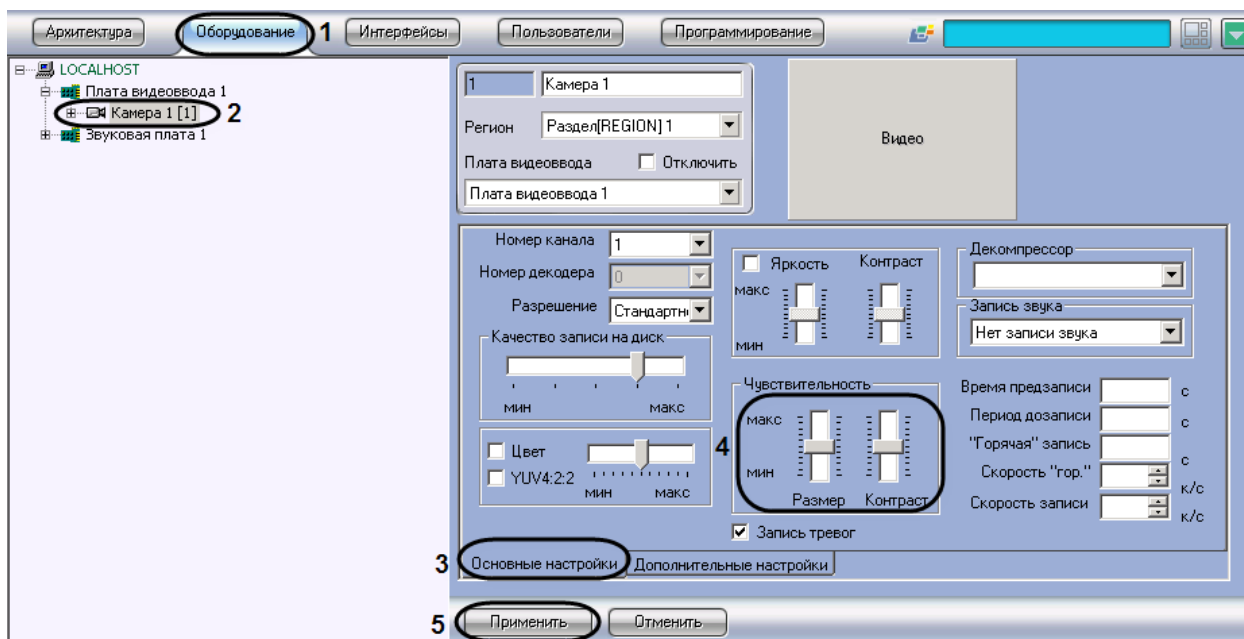 Архитектура Оборудование 1 Интерфейсы Пользователи Программирование
LOCALHOST
Плата видеоввода 1
Камера 1 [1] 2
Звуковая плата 1
1 Камера 1
Регион Раздел[REGION] 1
Плата видеоввода Отключить
Плата видеоввода 1
Видео
Номер канала 1
Номер декодера 0
Разрешение Стандартн
Качество записи на диск
мин макс
Цвет
YUV4:2:2
мин макс
Яркость Контраст
макс
мин
Чувствительность
макс
4
мин
Размер Контраст
Запись тревог
Декомпрессор
Запись звука
Нет записи звука
Время предзаписи с
Период дозаписи с
"Горячая" запись с
Скорость "гор." к/с
Скорость записи к/с
3 Основные настройки Дополнительные настройки
5 Применить Отменить